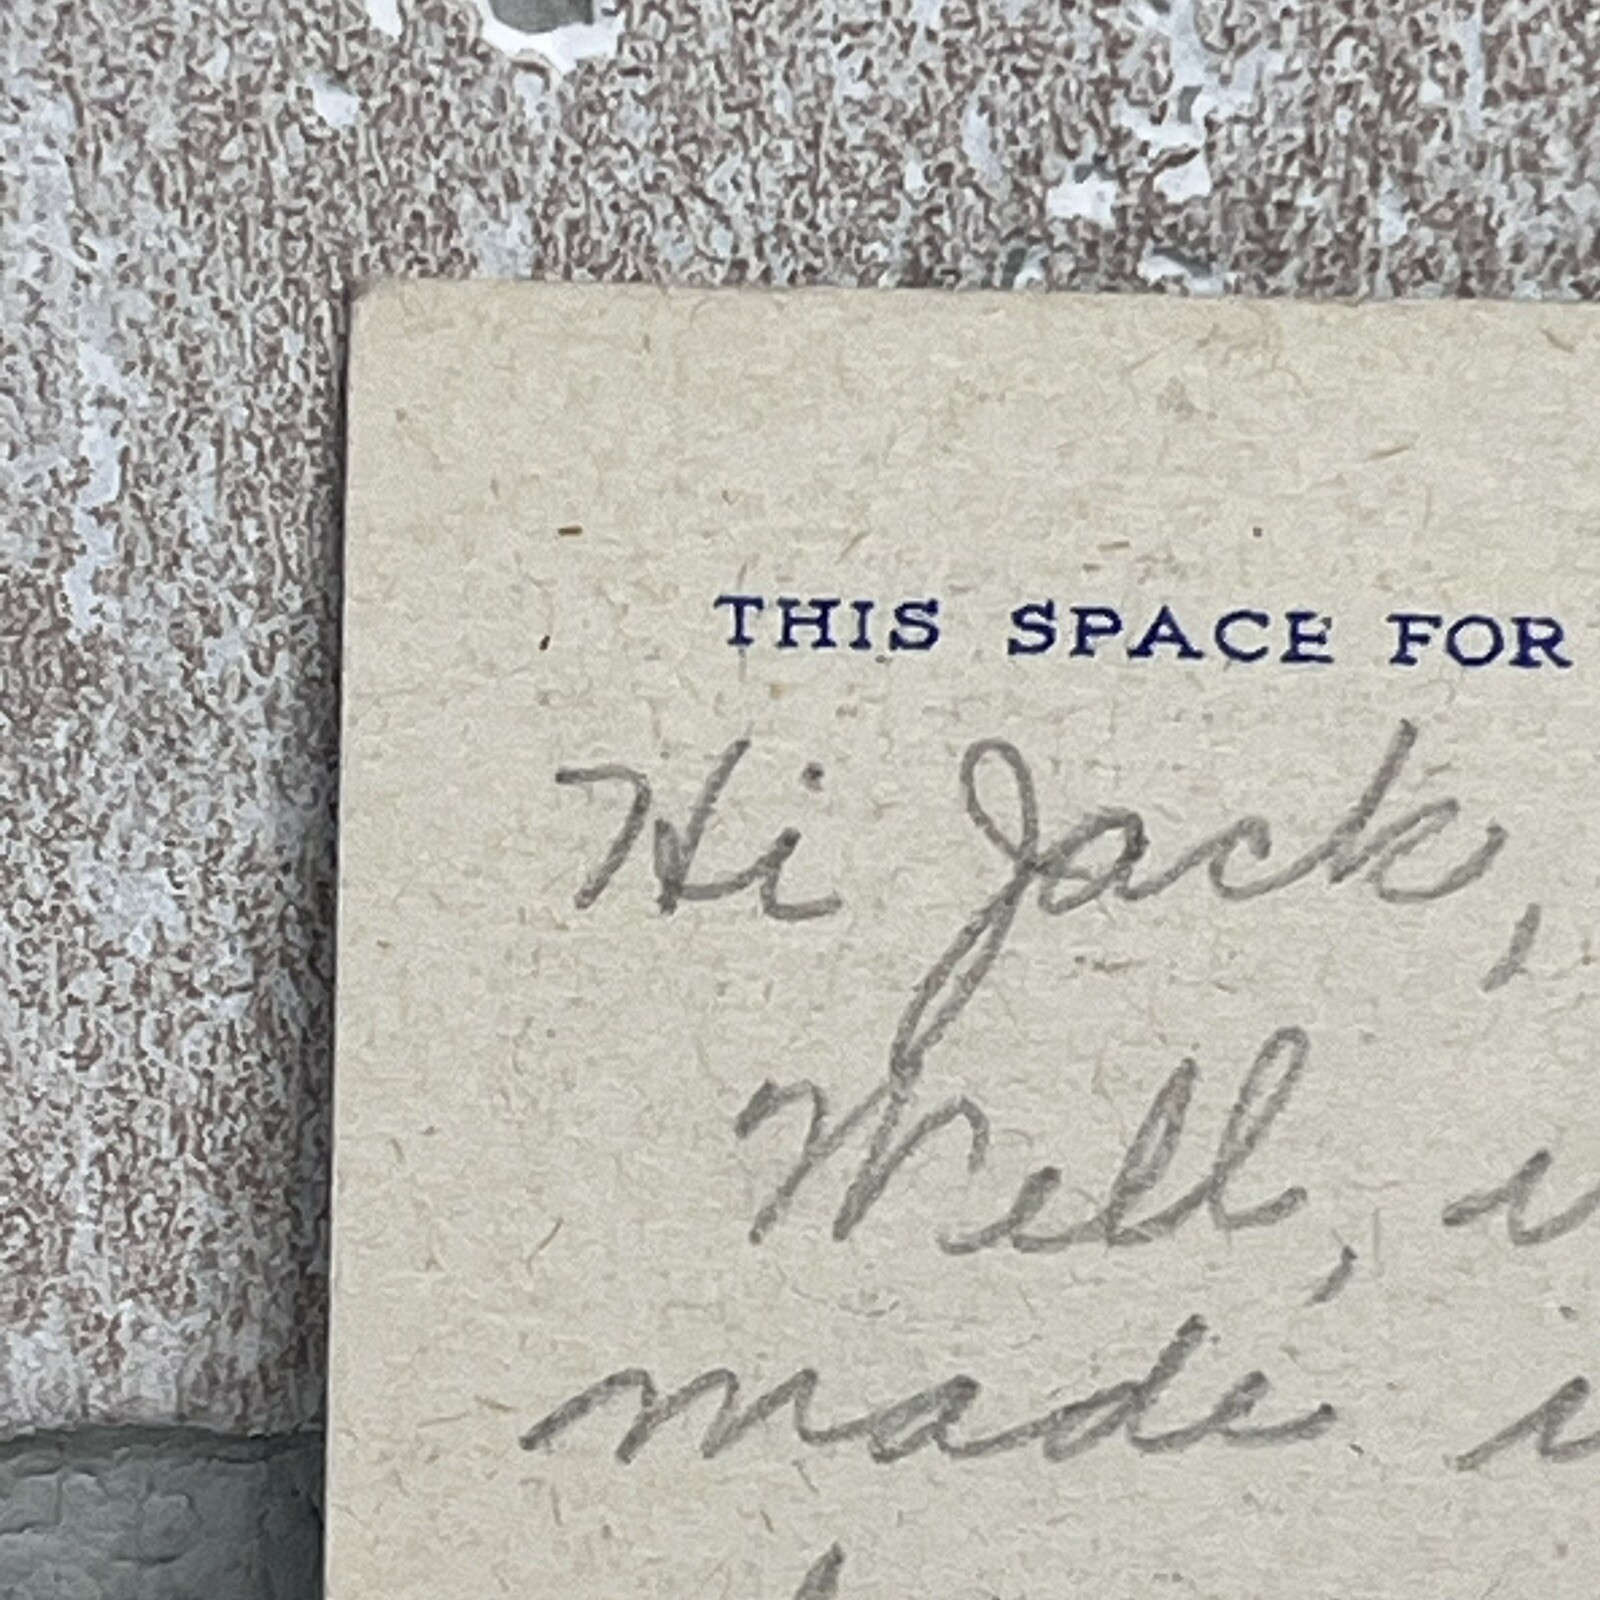 THIS SPACE FOR
Hi Jack,
Well,
made